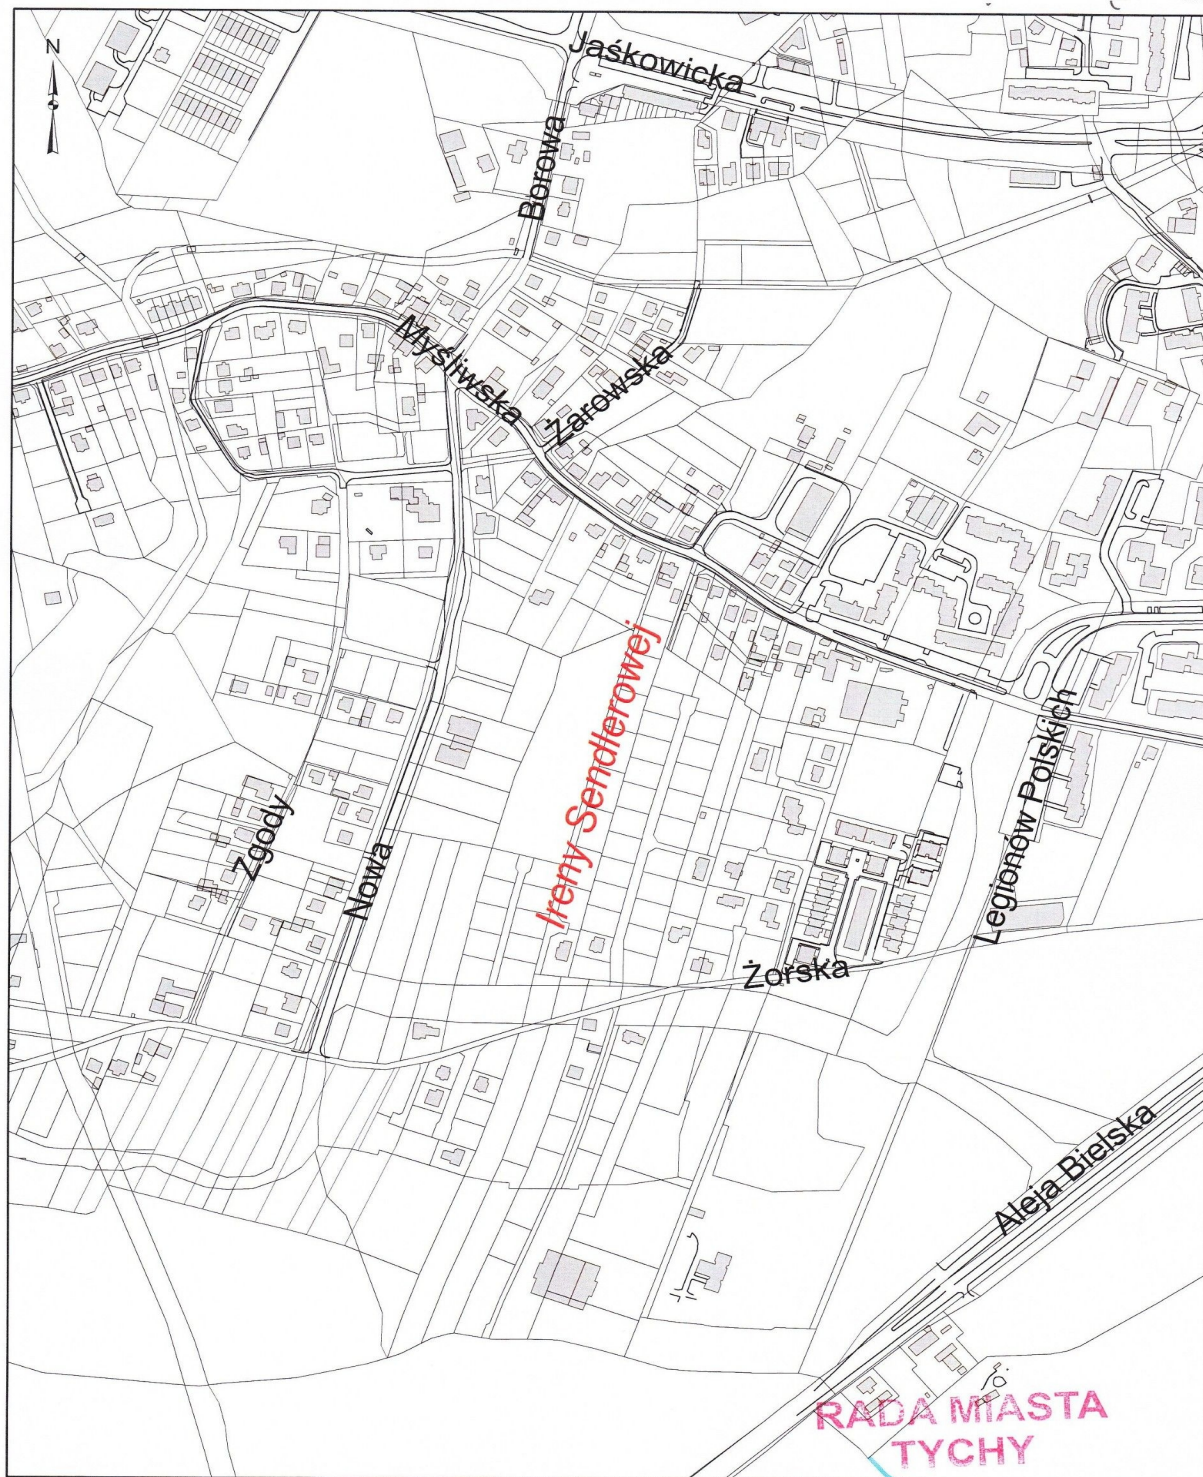 N
Jaśkowicka
Borowa
Myśliwska
Żarowska
Ireny Sendlerowej
Legionów Polskich
Zgody
Nowa
Żorska
Aleja Bielska
RADA MIASTA
TYCHY